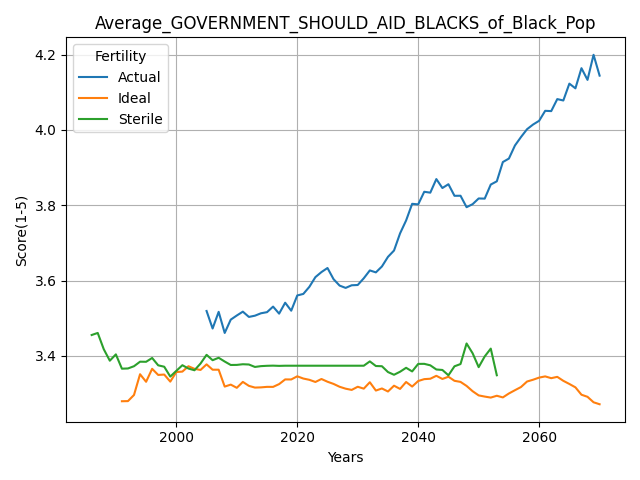 Average_GOVERNMENT_SHOULD_AID_BLACKS_of_Black_Pop
Fertility
Actual
Ideal
Sterile
Score(1-5)
4.2
4.0
3.8
3.6
3.4
2000 2020 2040 2060
Years